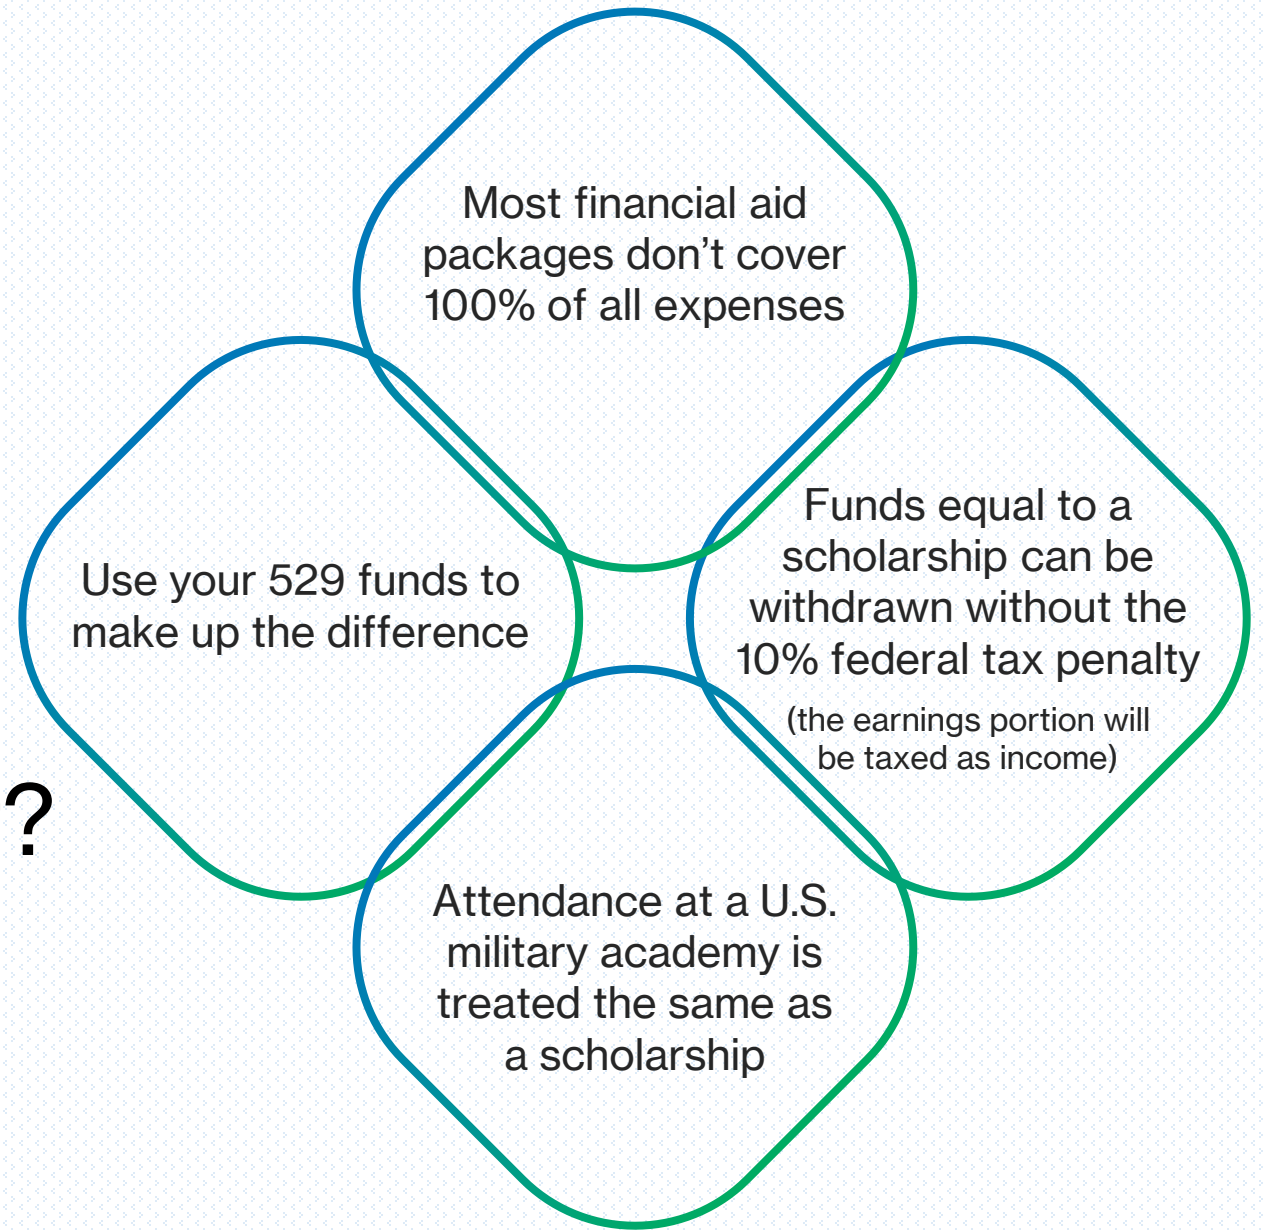 Most financial aid
packages don’t cover
100% of all expenses
Use your 529 funds to
make up the difference
Funds equal to a
scholarship can be
withdrawn without the
10% federal tax penalty
(the earnings portion will
be taxed as income)
?
Attendance at a U.S.
military academy is
treated the same as
a scholarship